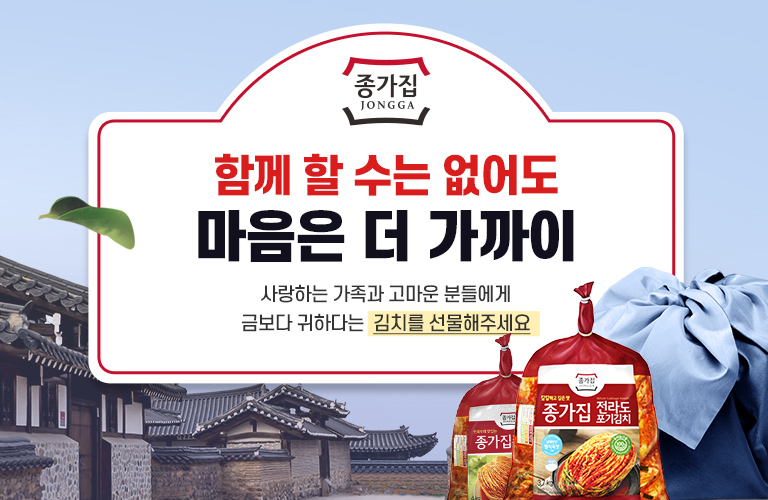 종가집
JONGGA
함께 할 수는 없어도
마음은 더 가까이
사랑하는 가족과 고마운 분들에게
금보다 귀하다는 김치를 선물해주세요
종가집
종가집 전라도
포기김치
종가집